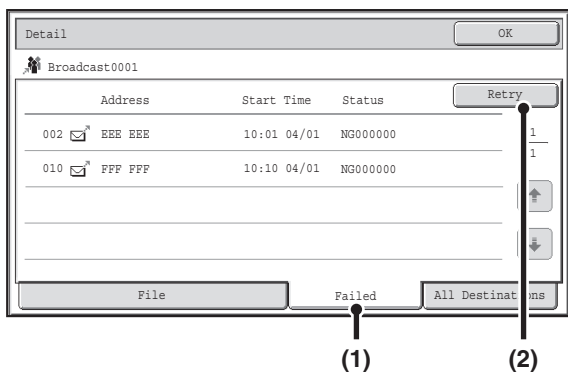 Detail OK
Broadcast0001
Address Start Time Status Retry
002 EEE EEE 10:01 04/01 NG000000 1
010 FFF FFF 10:10 04/01 NG000000 1
File Failed All Destinations
(1) (2)